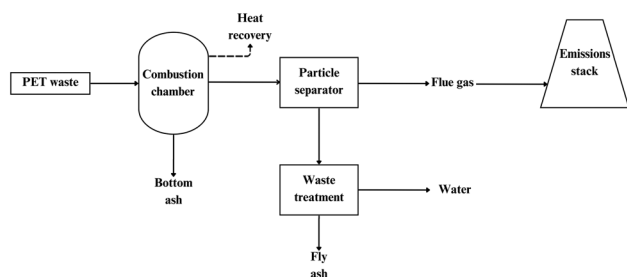 Heat
recovery
PET waste
Combustion
chamber
Particle
separator
Flue gas
Emissions
stack
Bottom
ash
Waste
treatment
Water
Fly
ash